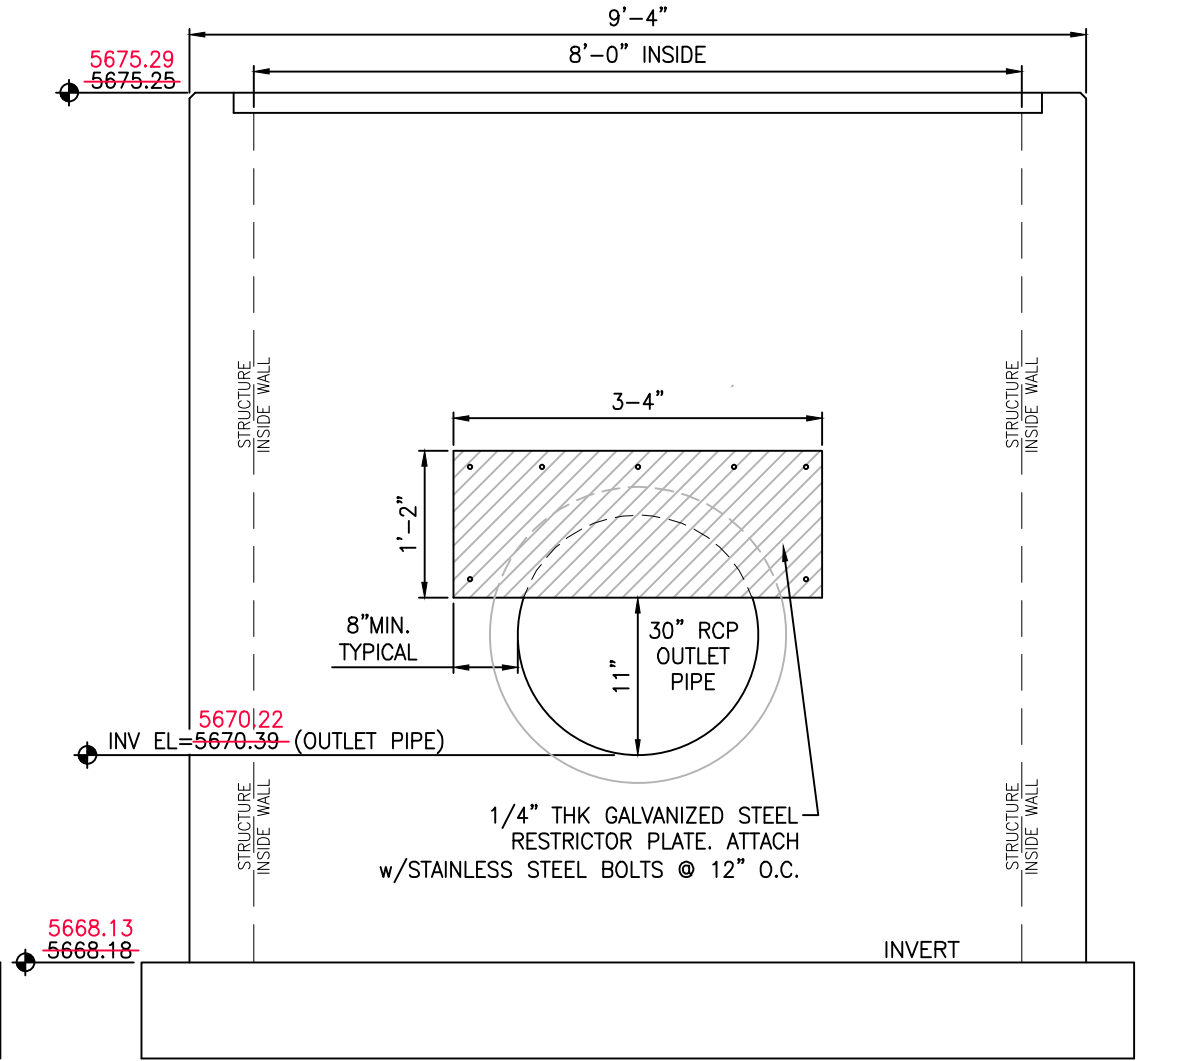 9'-4"
8'-0" INSIDE
5675.29
5675.25
STRUCTURE
INSIDE WALL
STRUCTURE
INSIDE WALL
3-4"
1'-2"
8"MIN.
TYPICAL
11"
30" RCP
OUTLET
PIPE
5670.22
INV EL=5670.39 (OUTLET PIPE)
STRUCTURE
INSIDE WALL
STRUCTURE
INSIDE WALL
1/4" THK GALVANIZED STEEL
RESTRICTOR PLATE. ATTACH
w/STAINLESS STEEL BOLTS @ 12" O.C.
5668.13
5668.18
INVERT